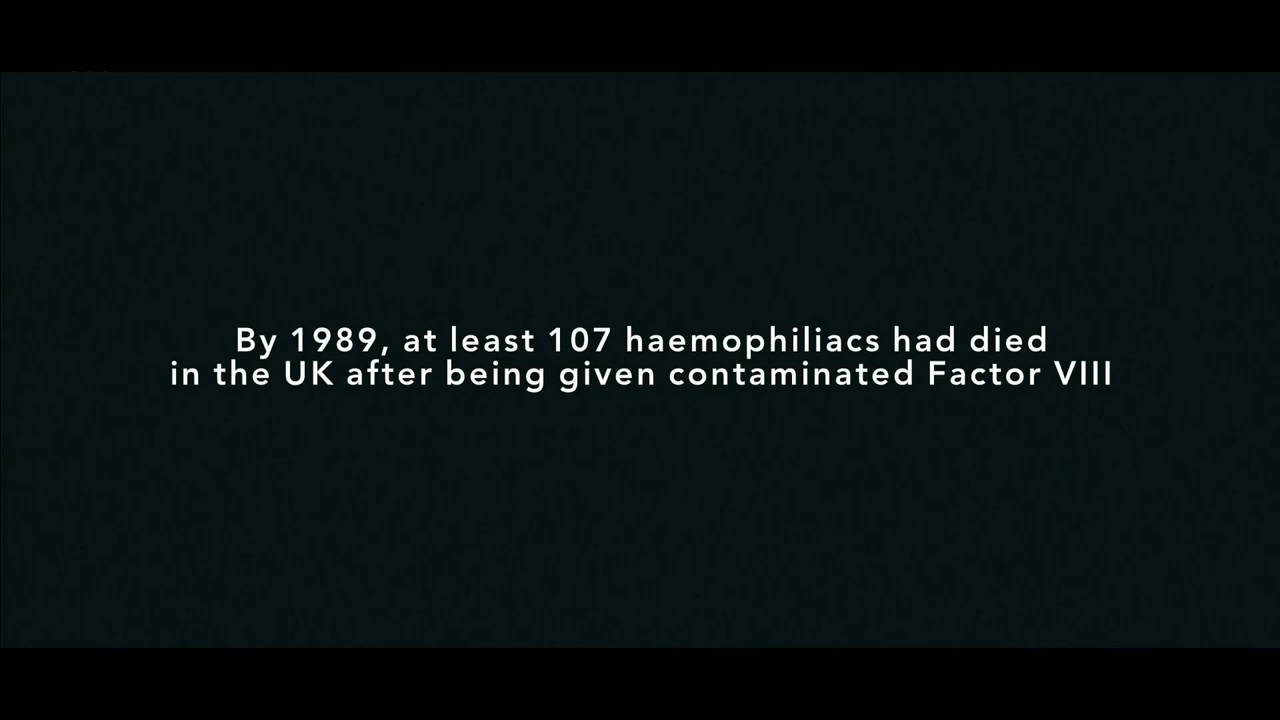 By 1989, at least 107 haemophiliacs had died
in the UK after being given contaminated Factor VIII